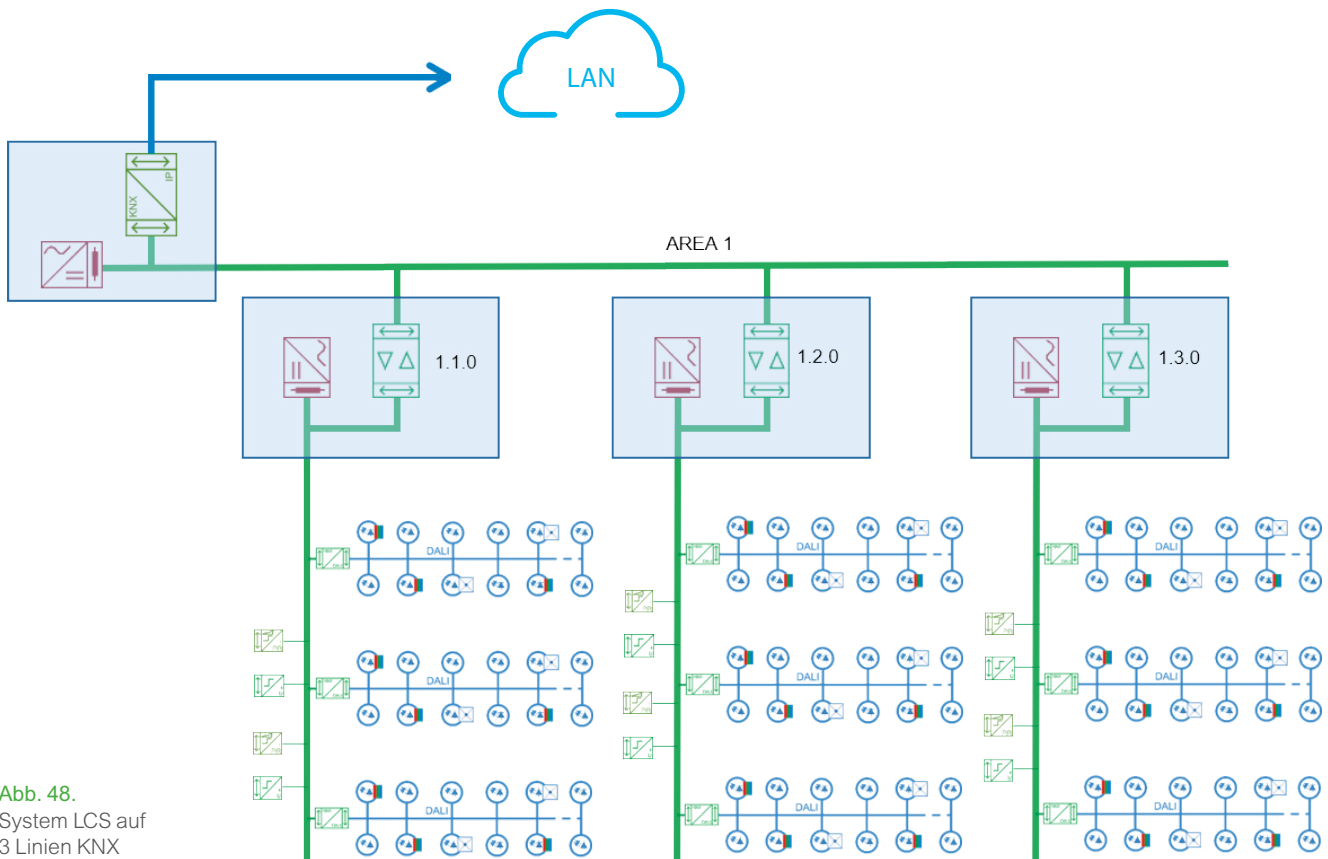 LAN
IP
KNX
AREA 1
1.1.0
1.2.0
1.3.0
DALI
DALI
DALI
DALI
DALI
DALI
DALI
DALI
DALI
Abb. 48.
System LCS auf
3 Linien KNX